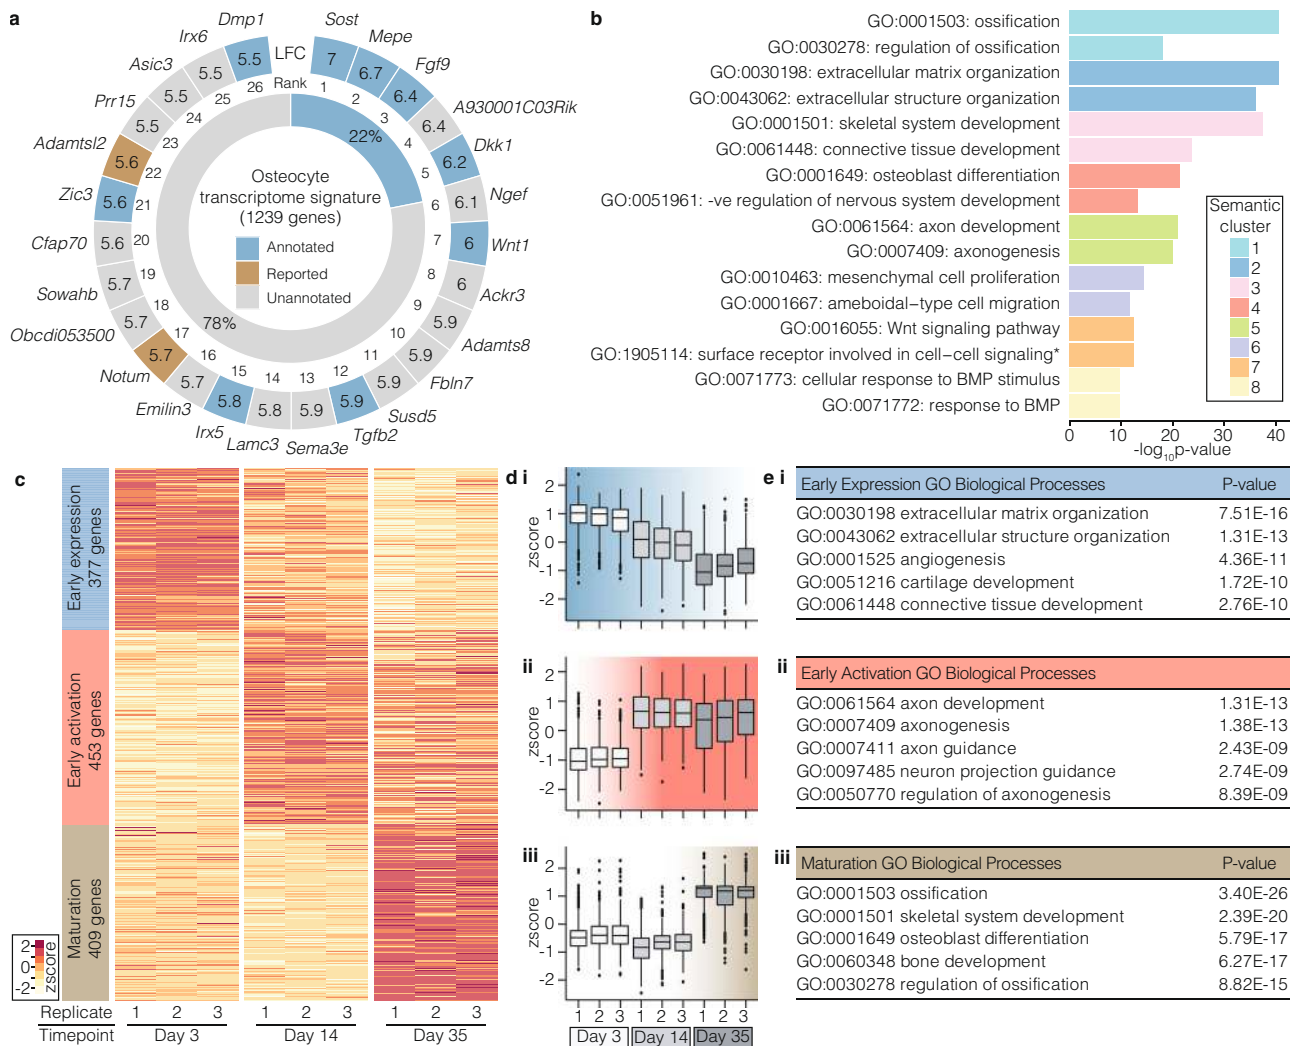 a
Dmp1
Sost
Irx6
Mepe
Asic3
Fgf9
Prr15
A930001C03Rik
Adamtsl2
Dkk1
Zic3
Ngef
Cfap70
Wnt1
Sowahb
Ackr3
Obcdi053500
Adamts8
Notum
Fbln7
Emilin3
Susd5
Irx5
Tgfb2
Lamc3
Sema3e
LFC
7
6.7
6.4
6.4
6.2
6.1
6
6
5.9
5.9
5.9
5.9
5.9
5.8
5.8
5.7
5.7
5.7
5.7
5.6
5.6
5.6
5.5
5.5
5.5
5.5
Rank
1
2
3
4
5
6
7
8
9
10
11
12
13
14
15
16
17
18
19
20
21
22
23
24
25
26
22%
78%
Osteocyte
transcriptome signature
(1239 genes)
Annotated
Reported
Unannotated
b
GO:0001503: ossification
GO:0030278: regulation of ossification
GO:0030198: extracellular matrix organization
GO:0043062: extracellular structure organization
GO:0001501: skeletal system development
GO:0061448: connective tissue development
GO:0001649: osteoblast differentiation
GO:0051961: -ve regulation of nervous system development
GO:0061564: axon development
GO:0007409: axonogenesis
GO:0010463: mesenchymal cell proliferation
GO:0001667: ameboidal−type cell migration
GO:0016055: Wnt signaling pathway
GO:1905114: surface receptor involved in cell−cell signaling*
GO:0071773: cellular response to BMP stimulus
GO:0071772: response to BMP
0 10 20 30 40
-log10p-value
Semantic
cluster
1
2
3
4
5
6
7
8
c
Early expression
377 genes
Early activation
453 genes
Maturation
409 genes
2
0
-2
zscore
Replicate 1 2 3 1 2 3 1 2 3
Timepoint Day 3 Day 14 Day 35
d i
2
1
0
-1
-2
zscore
ii
2
1
0
-1
-2
zscore
iii
2
1
0
-1
-2
zscore
1 2 3 1 2 3 1 2 3
Day 3 Day 14 Day 35
e i
Early Expression GO Biological Processes P-value
GO:0030198 extracellular matrix organization 7.51E-16
GO:0043062 extracellular structure organization 1.31E-13
GO:0001525 angiogenesis 4.36E-11
GO:0051216 cartilage development 1.72E-10
GO:0061448 connective tissue development 2.76E-10
ii
Early Activation GO Biological Processes
GO:0061564 axon development 1.31E-13
GO:0007409 axonogenesis 1.38E-13
GO:0007411 axon guidance 2.43E-09
GO:0097485 neuron projection guidance 2.74E-09
GO:0050770 regulation of axonogenesis 8.39E-09
iii
Maturation GO Biological Processes P-value
GO:0001503 ossification 3.40E-26
GO:0001501 skeletal system development 2.39E-20
GO:0001649 osteoblast differentiation 5.79E-17
GO:0060348 bone development 6.27E-17
GO:0030278 regulation of ossification 8.82E-15